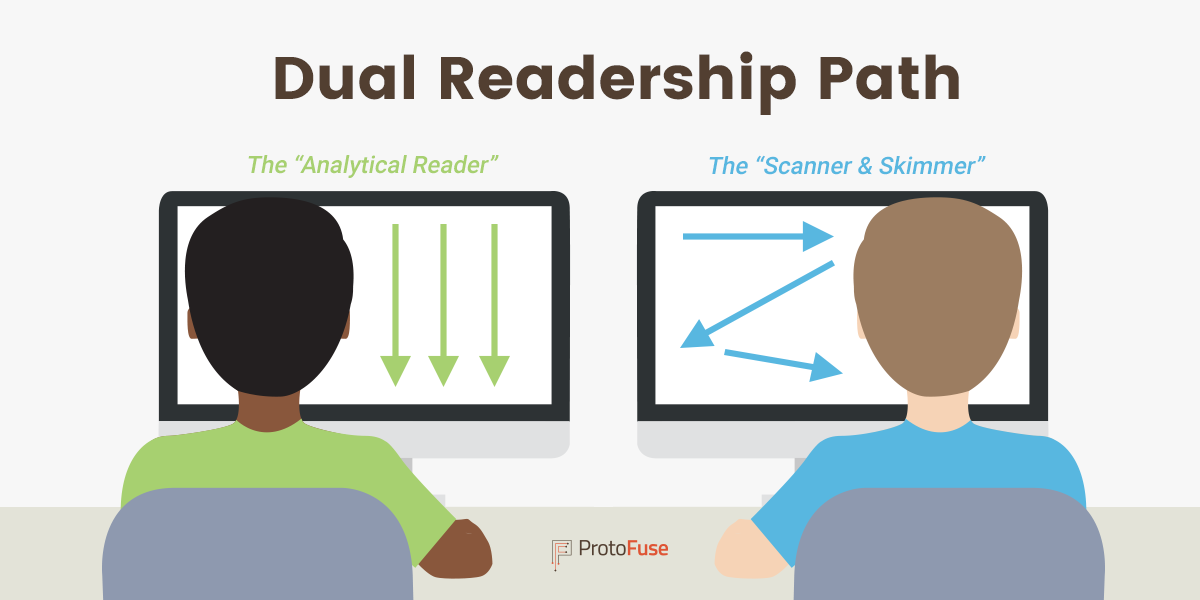 Dual Readership Path
The “Analytical Reader”
The “Scanner & Skimmer”
ProtoFuse